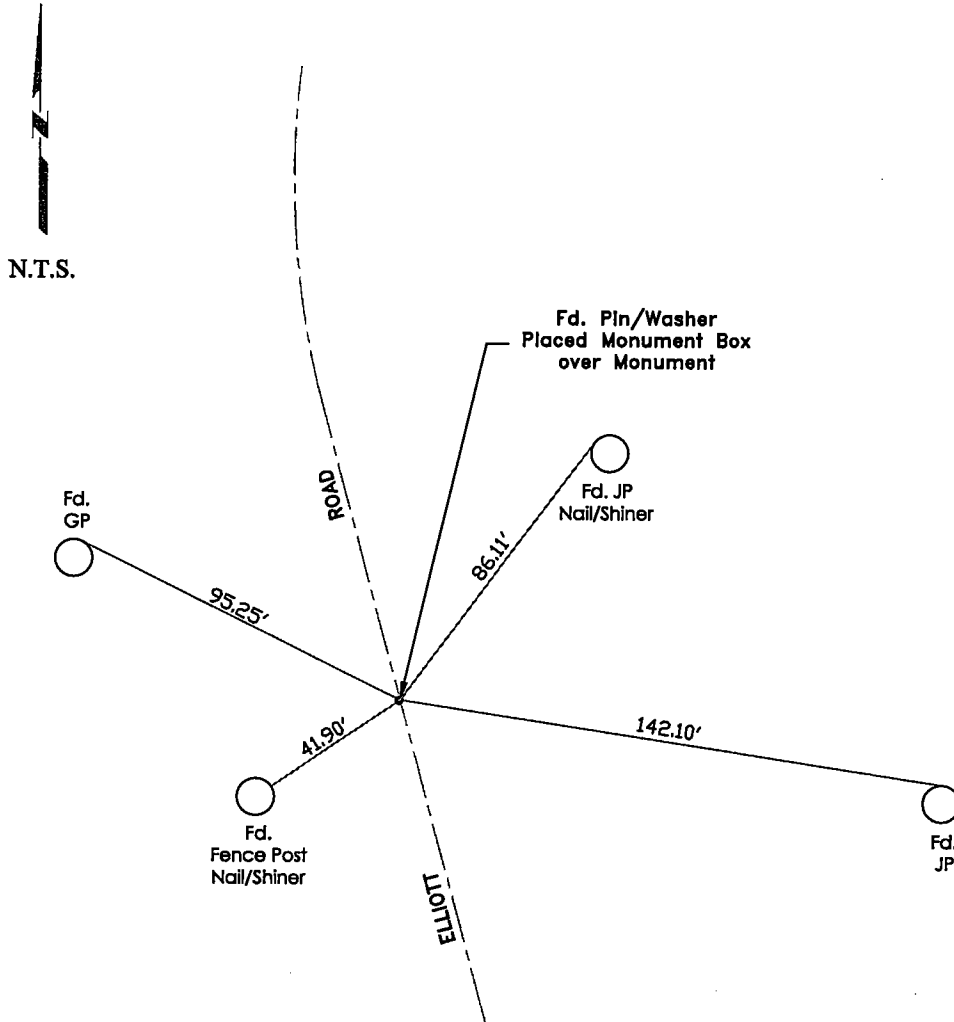 N
N.T.S.
Fd. Pin/Washer
Placed Monument Box
over Monument
ROAD
Fd. JP
Nail/Shiner
Fd.
GP
86.11'
95.25'
142.10'
41.90'
Fd.
Fence Post
Nail/Shiner
Fd.
JP
ELLIOTT